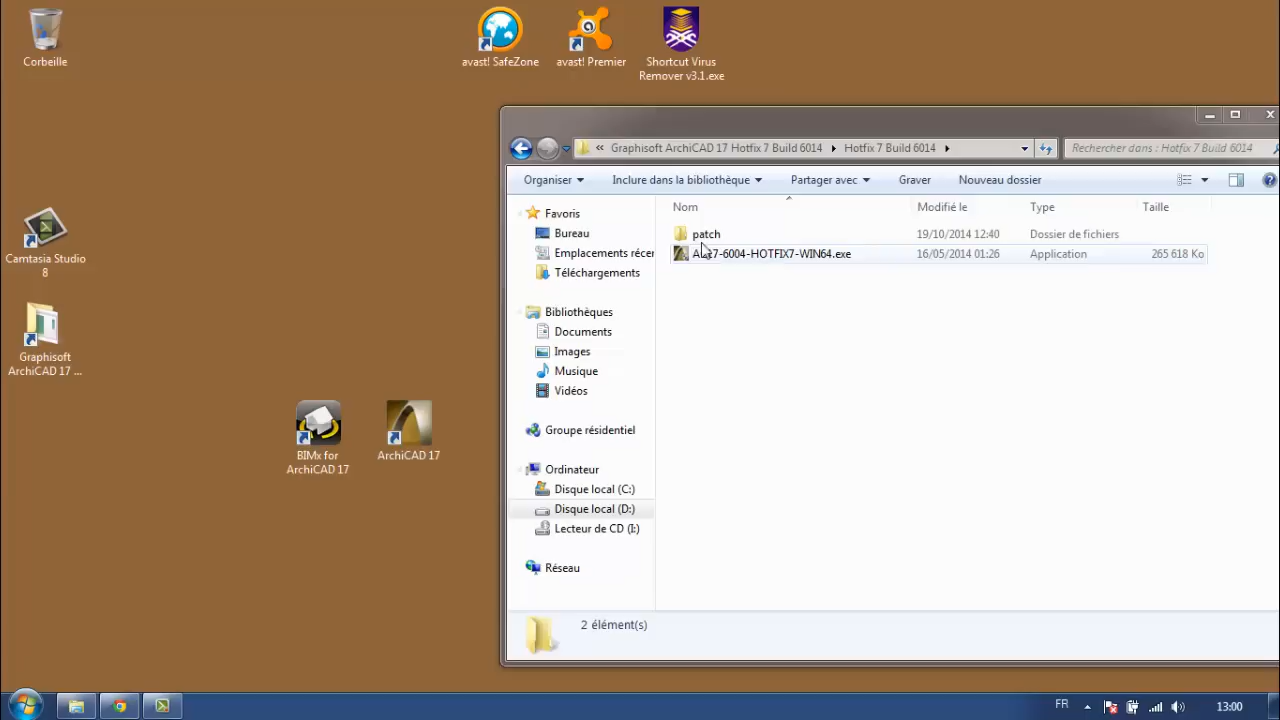 Corbeille
avast! SafeZone
avast! Premier
Shortcut Virus
Remover v3.1.exe
Camtasia Studio
8
Graphisoft
ArchiCAD 17 ...
BIMx for
ArchiCAD 17
ArchiCAD 17
« Graphisoft ArchiCAD 17 Hotfix 7 Build 6014 Hotfix 7 Build 6014
Rechercher dans : Hotfix 7 Build 6014
Organiser Inclure dans la bibliothèque Partager avec Graver Nouveau dossier
Nom Modifié le Type Taille
patch 19/10/2014 12:40 Dossier de fichiers
7-6004-HOTFIX7-WIN64.exe 16/05/2014 01:26 Application 265 618 Ko
Favoris
Bureau
Emplacements récer
Téléchargements
Bibliothèques
Documents
Images
Musique
Vidéos
Groupe résidentiel
Ordinateur
Disque local (C:)
Disque local (D:)
Lecteur de CD (I:)
Réseau
2 élément(s)
FR
13:00